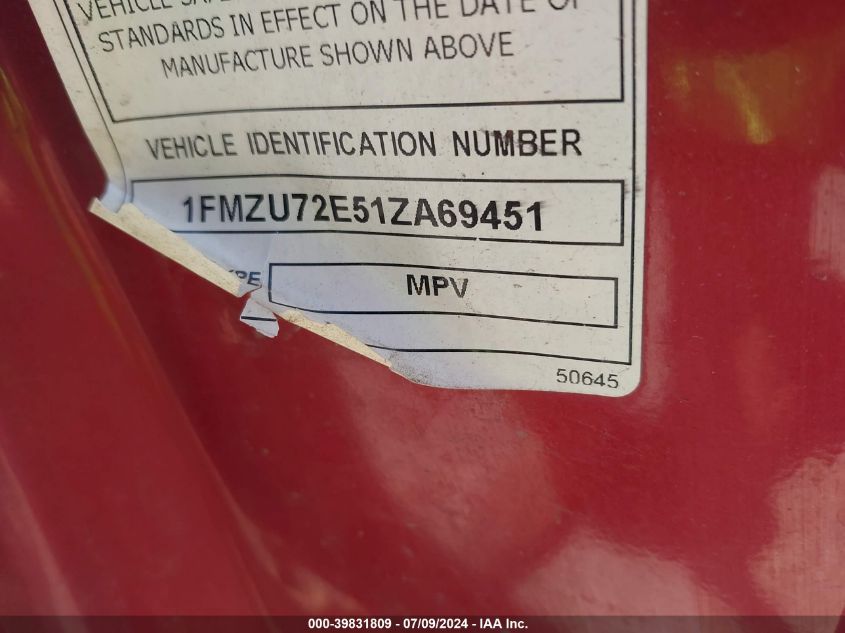 VEHICLE
STANDARDS IN EFFECT ON THE DATE OF
MANUFACTURE SHOWN ABOVE
VEHICLE IDENTIFICATION NUMBER
1FMZU72E51ZA69451
MPV
50645
000-39831809 / 07/09/2024 - IAA, Inc.